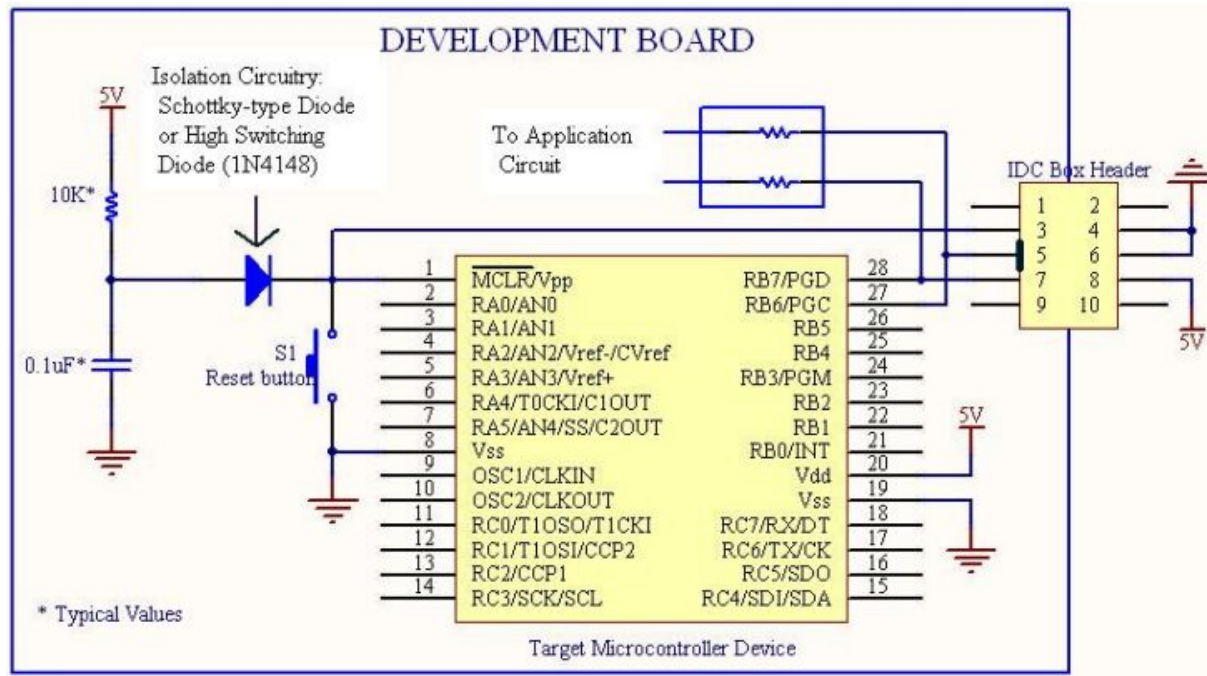 DEVELOPMENT BOARD
Isolation Circuitry:
Schottky-type Diode
or High Switching
Diode (1N4148)
5V
10K*
0.1uF*
To Application
Circuit
IDC Box Header
1 2
3 4
5 6
7 8
9 10
5V
S1
Reset button
1 MCLR/Vpp
2 RA0/AN0
3 RA1/AN1
4 RA2/AN2/Vref-/CVref
5 RA3/AN3/Vref+
6 RA4/T0CKI/C1OUT
7 RA5/AN4/SS/C2OUT
8 Vss
9 OSC1/CLKIN
10 OSC2/CLKOUT
11 RC0/T1OSO/T1CKI
12 RC1/T1OSI/CCP2
13 RC2/CCP1
14 RC3/SCK/SCL
RB7/PGD 28
RB6/PGC 27
RB5 26
RB4 25
RB3/PGM 24
RB2 23
RB1 22
RB0/INT 21
Vdd 20
Vss 19
RC7/RX/DT 18
RC6/TX/CK 17
RC5/SDO 16
RC4/SDI/SDA 15
5V
* Typical Values
Target Microcontroller Device